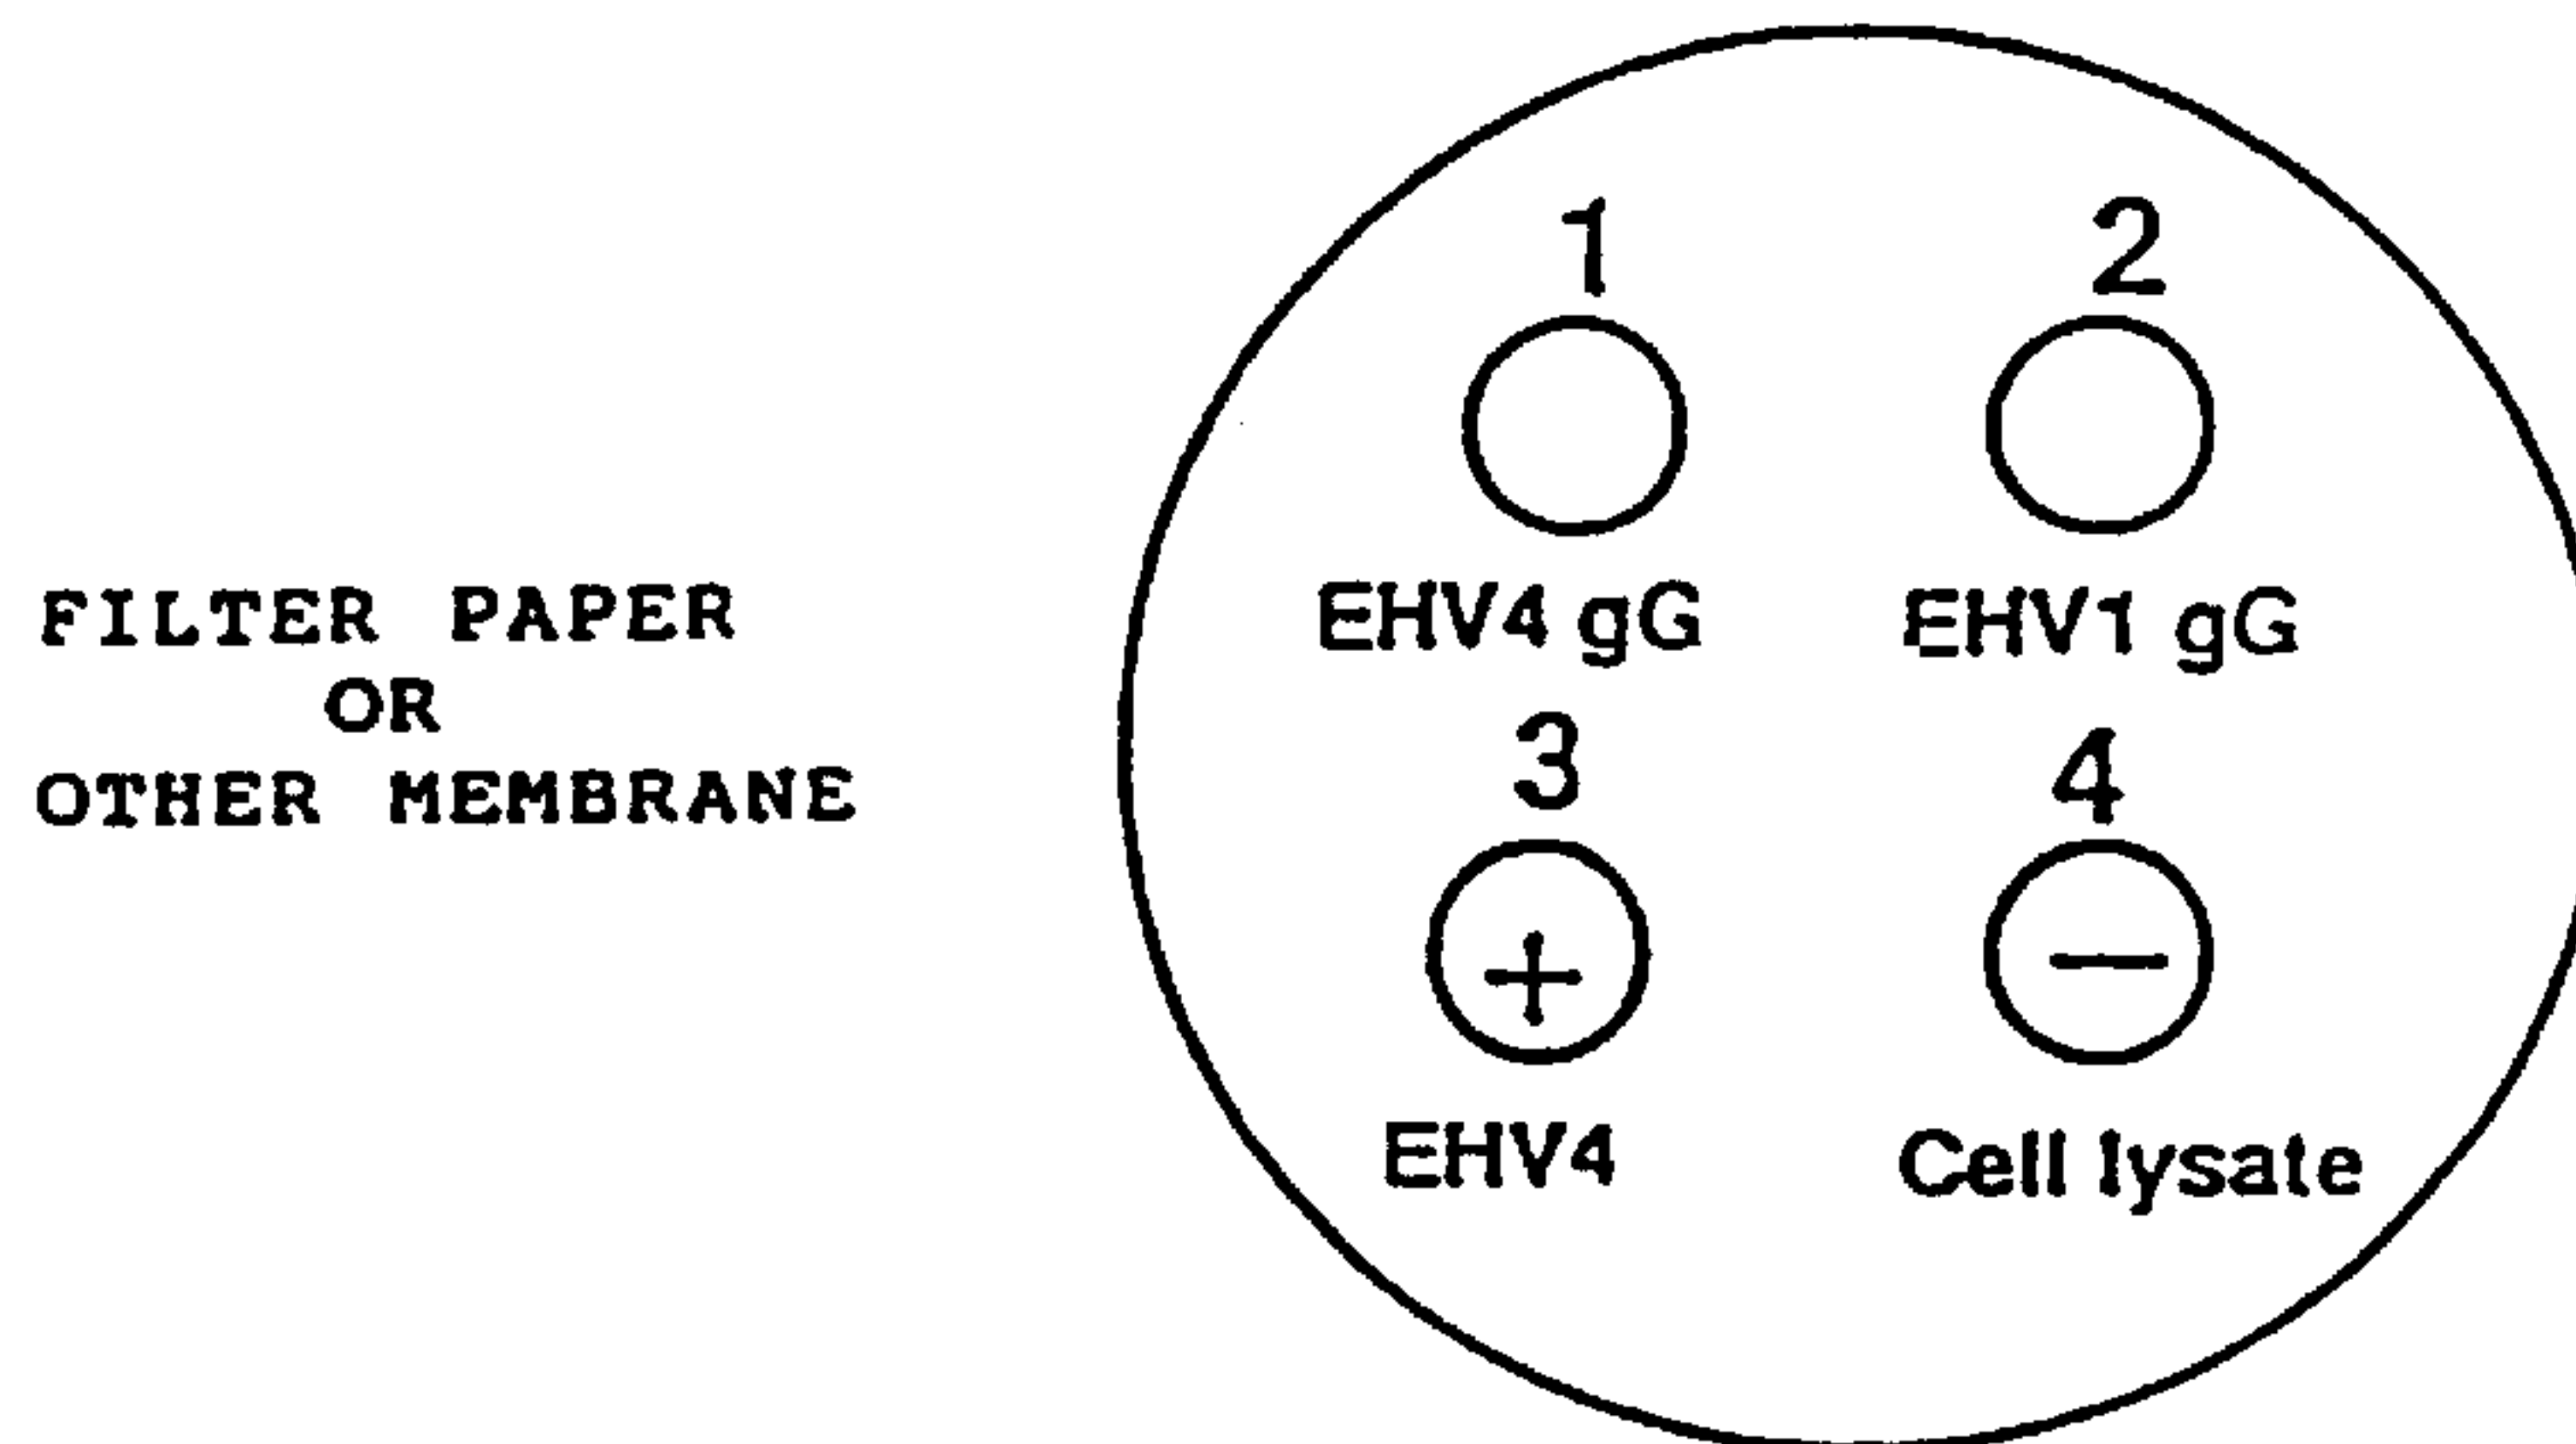 FILTER PAPER
OR
OTHER MEMBRANE
1 2
EHV4 gG EHV1 gG
3 4
+ −
EHV4 Cell lysate